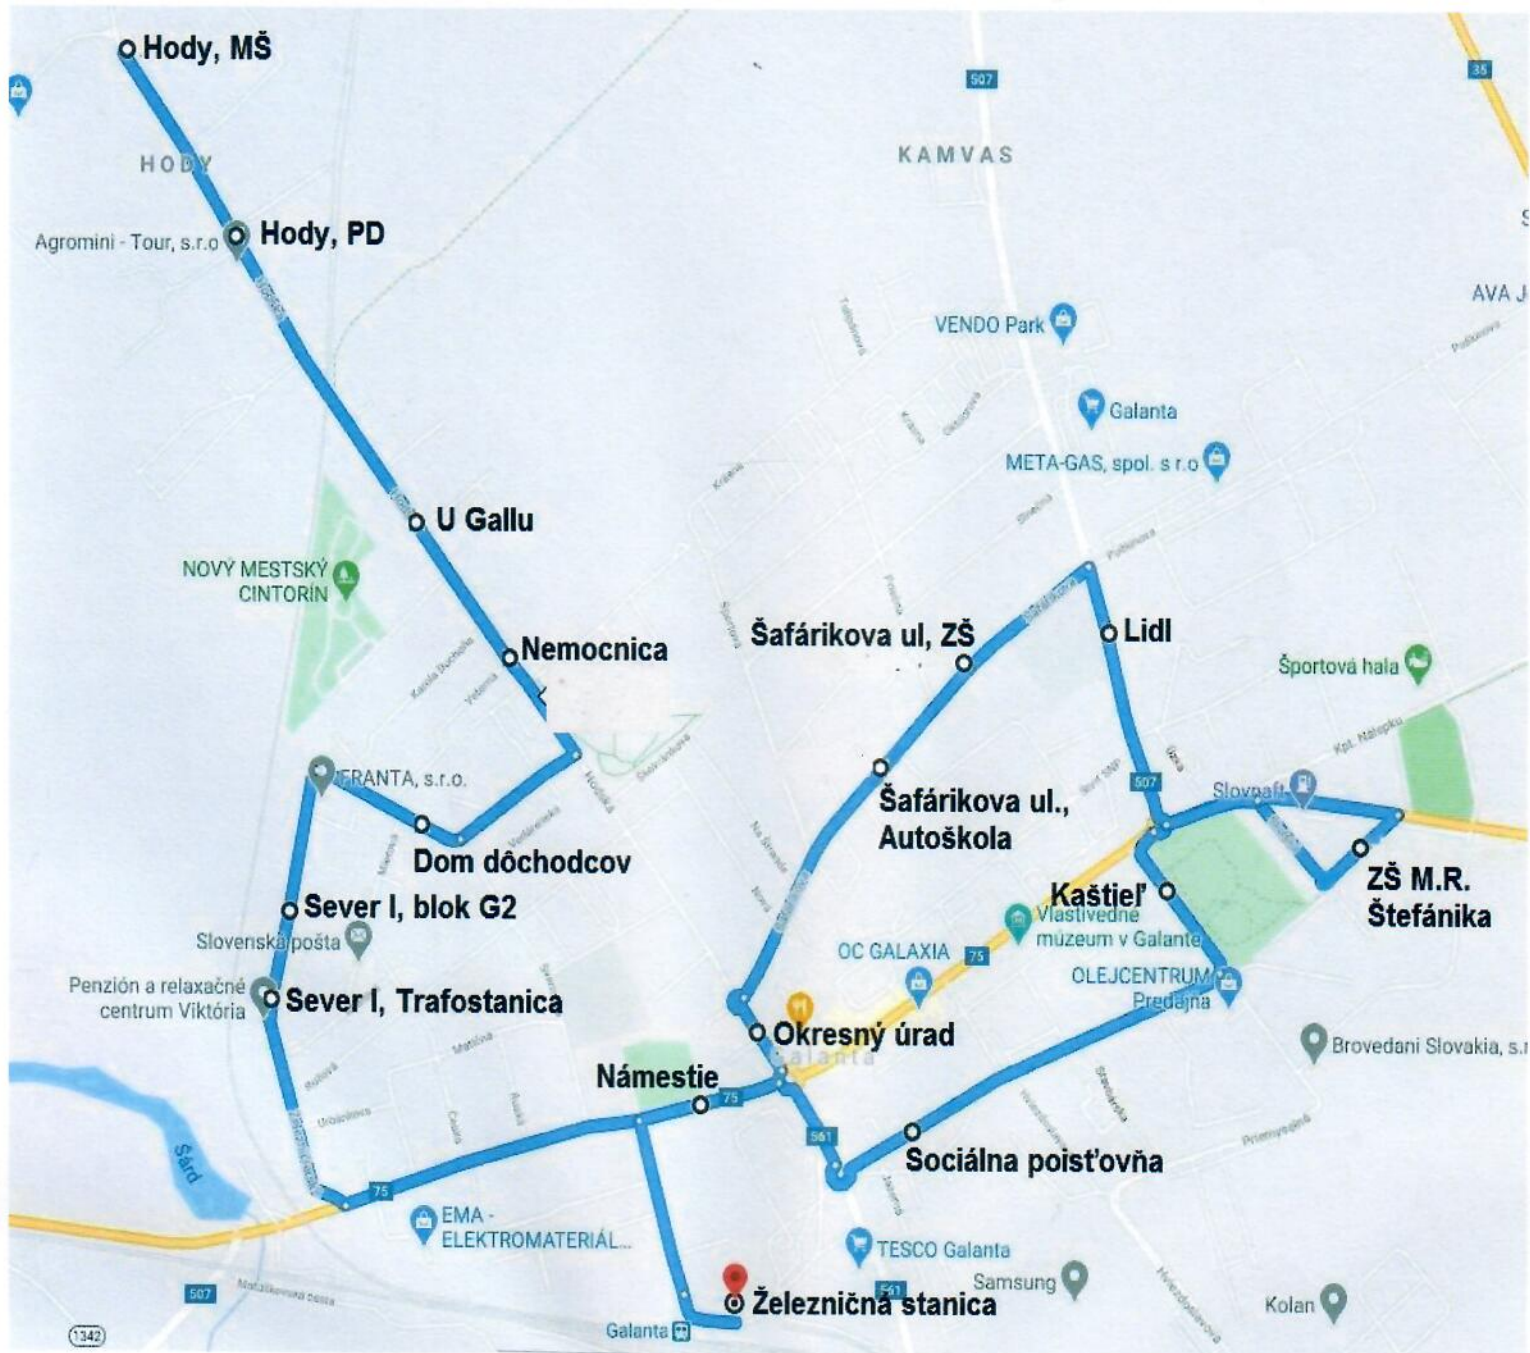 Hody, MŠ
507
35
HODY
KAMVAS
Agromini - Tour, s.r.o
Hody, PD
AVA J
VENDO Park
Galanta
META-GAS, spol. s r.o
U Gallu
NOVÝ MESTSKÝ
CINTORÍN
Nemocnica
Šafárikova ul, ZŠ
Lidl
Športová hala
Kpt. Nálepku
FRANTA, s.r.o.
507
Slovnaft
Šafárikova ul.,
Autoškola
Dom dôchodcov
ZŠ M.R.
Štefánika
Kaštieľ
Sever I, blok G2
Slovenská pošta
Vlastivedné
múzeum v Galante
OC GALAXIA
75
OLEJCENTRUM
Predajňa
Penzión a relaxačné
centrum Viktória
Sever I, Trafostanica
Okresný úrad
Galanta
Brovedani Slovakia, s.r
Námestie
75
561
Sociálna poisťovňa
Šárd
75
EMA -
ELEKTROMATERIÁL...
TESCO Galanta
561
Samsung
507
Železničná stanica
Kolan
Galanta
1342